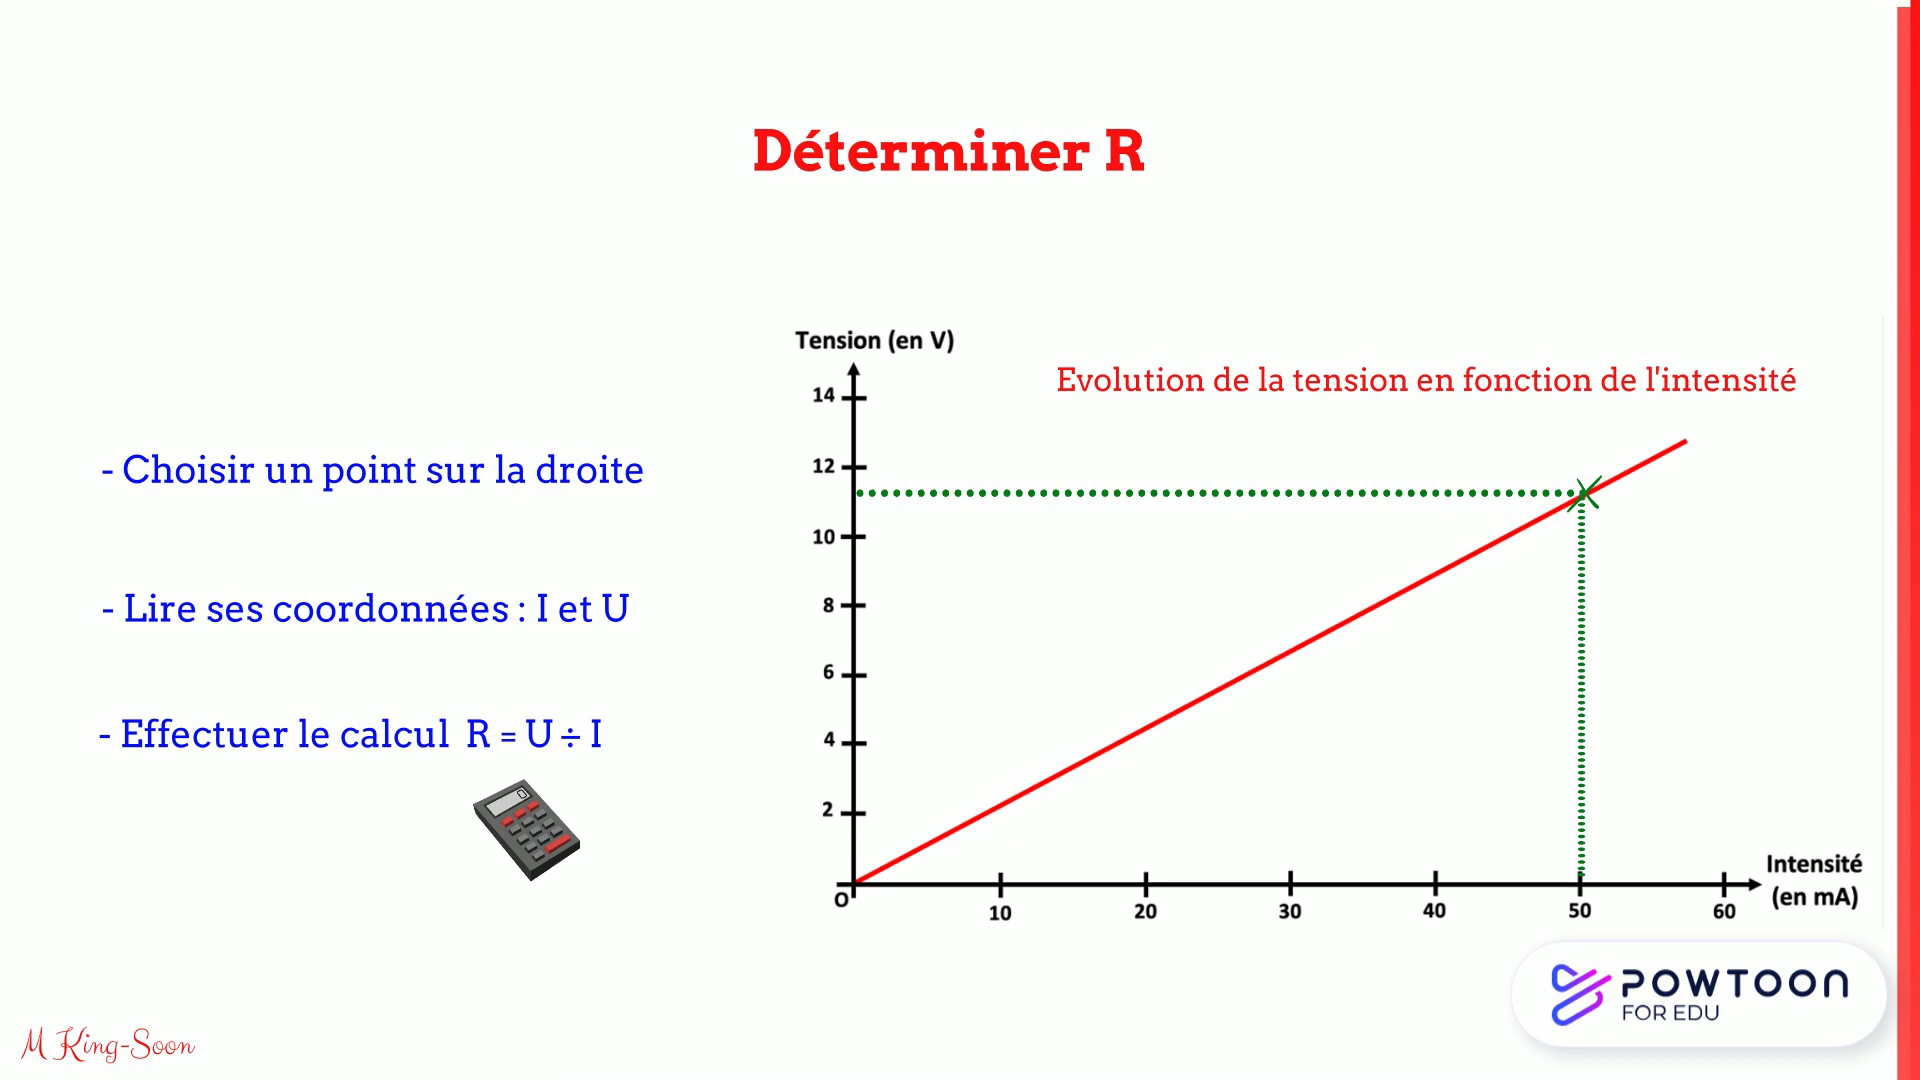 Déterminer R
Tension (en V)
Evolution de la tension en fonction de l'intensité
14
- Choisir un point sur la droite
12
10
- Lire ses coordonnées : I et U
8
6
- Effectuer le calcul R = U ÷ I
4
2
0
O
10
20
30
40
50
60
Intensité
(en mA)
POWTOON
FOR EDU
M King-Soon